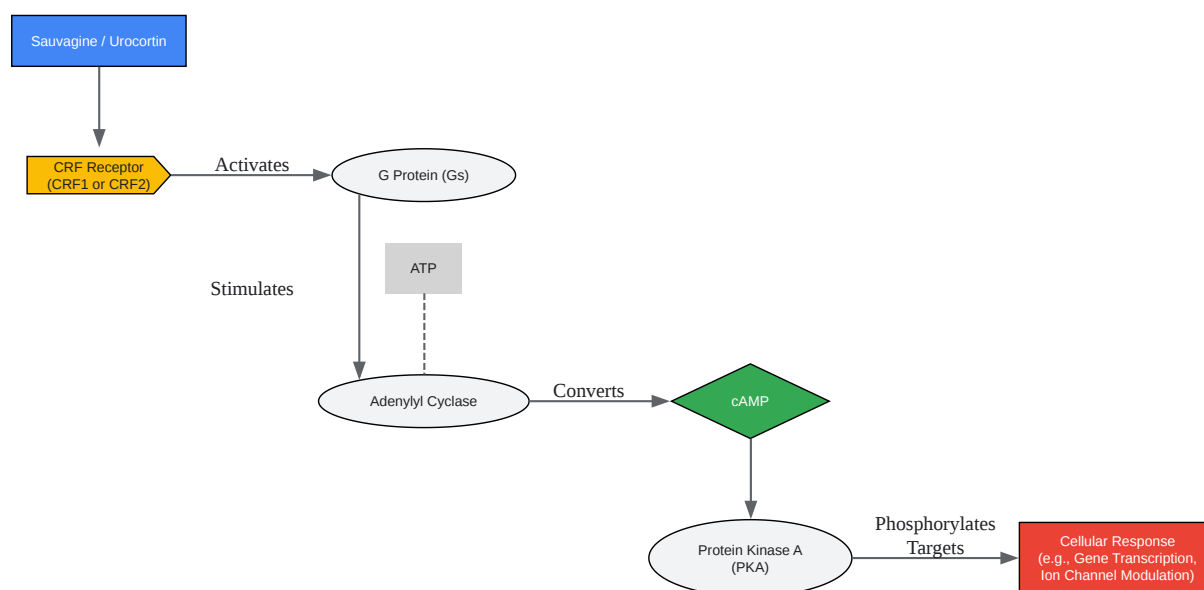 Sauvagine / Urocortin
CRF Receptor
(CRF1 or CRF2)
Activates
G Protein (Gs)
ATP
Stimulates
Adenylyl Cyclase
Converts
cAMP
Protein Kinase A
(PKA)
Phosphorylates
Targets
Cellular Response
(e.g., Gene Transcription,
Ion Channel Modulation)